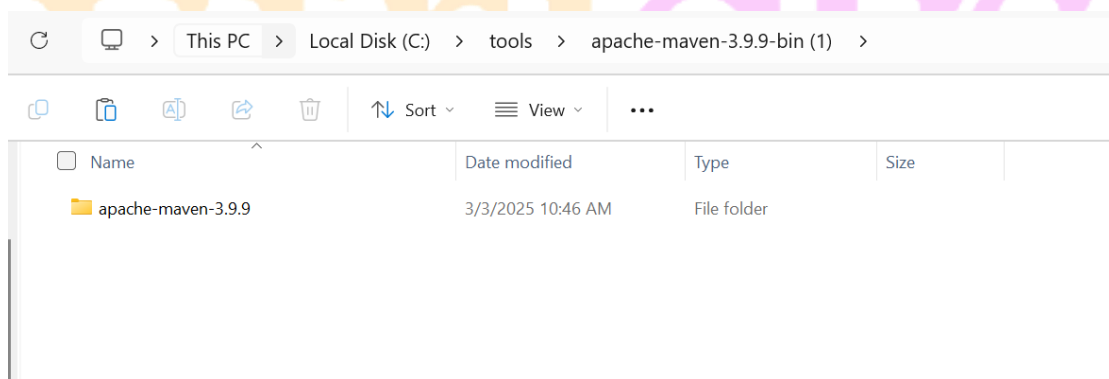 This PC Local Disk (C:) tools apache-maven-3.9.9-bin (1)
Sort View
Name Date modified Type Size
apache-maven-3.9.9 3/3/2025 10:46 AM File folder